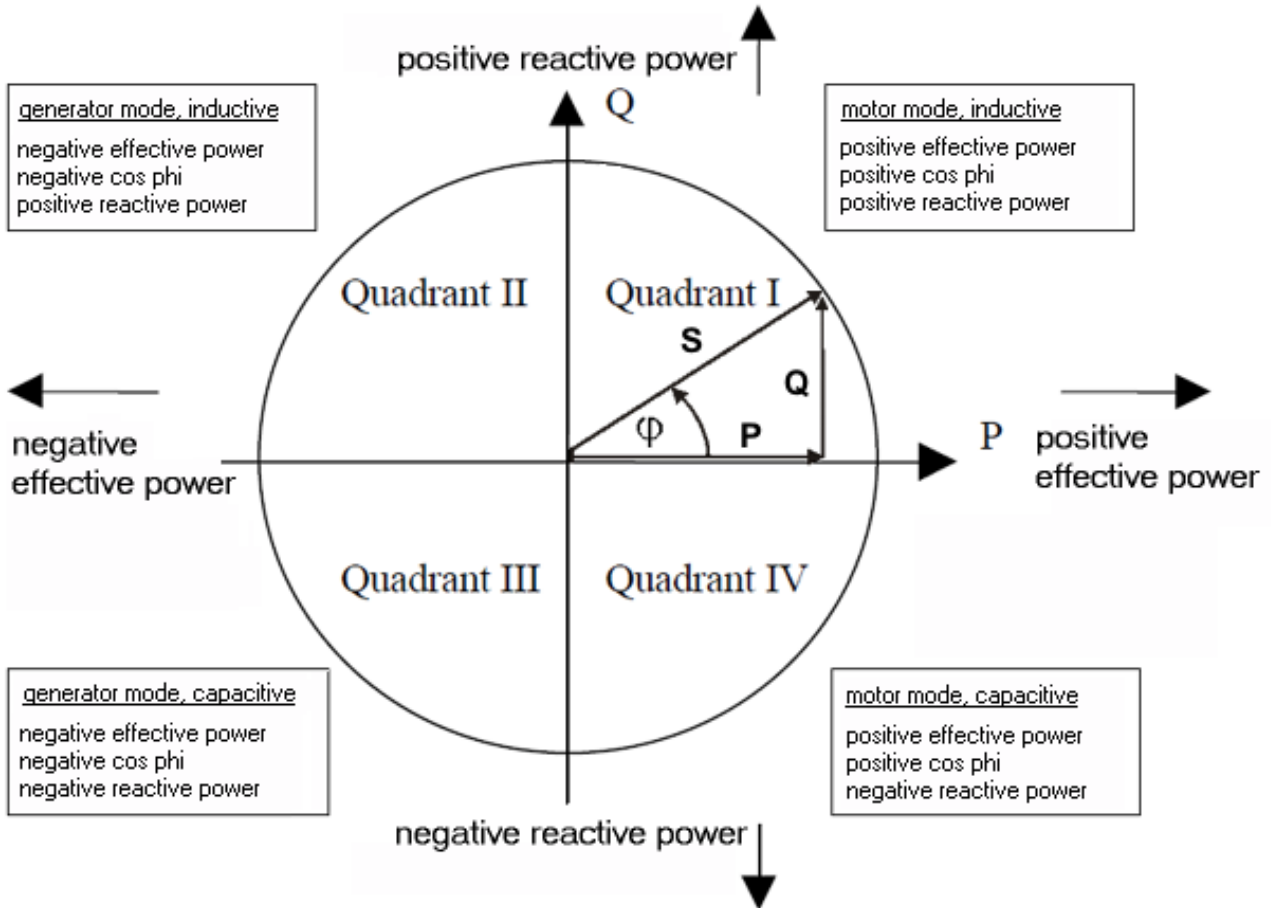 positive reactive power
Q
generator mode, inductive
negative effective power
negative cos phi
positive reactive power
motor mode, inductive
positive effective power
positive cos phi
positive reactive power
Quadrant II
Quadrant I
S
Q
φ
P
P
negative
effective power
positive
effective power
Quadrant III
Quadrant IV
generator mode, capacitive
negative effective power
negative cos phi
negative reactive power
motor mode, capacitive
positive effective power
positive cos phi
negative reactive power
negative reactive power